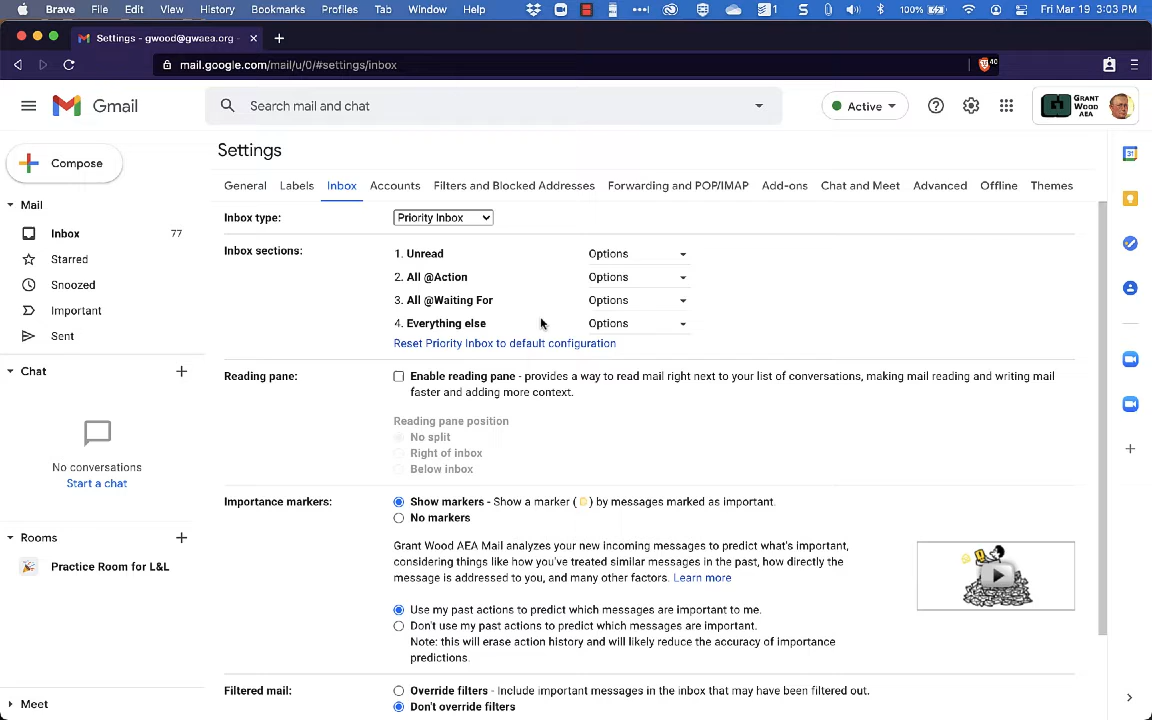 Brave File Edit View History Bookmarks Profiles Tab Window Help 1 100% Fri Mar 19 3:03 PM
Settings - gwood@gwaea.org -
mail.google.com/mail/u/0/#settings/inbox 40
Gmail
Search mail and chat
Active
GRANT
WOOD
AEA
Compose
Mail
Inbox 77
Starred
Snoozed
Important
Sent
Chat
No conversations
Start a chat
Rooms
Practice Room for L&L
Meet
Settings
General Labels Inbox Accounts Filters and Blocked Addresses Forwarding and POP/IMAP Add-ons Chat and Meet Advanced Offline Themes
Inbox type: Priority Inbox
Inbox sections: 1. Unread Options
2. All @Action Options
3. All @Waiting For Options
4. Everything else Options
Reset Priority Inbox to default configuration
Reading pane: Enable reading pane - provides a way to read mail right next to your list of conversations, making mail reading and writing mail
faster and adding more context.
Reading pane position
No split
Right of inbox
Below inbox
Importance markers: Show markers - Show a marker ( ) by messages marked as important.
No markers
Grant Wood AEA Mail analyzes your new incoming messages to predict what's important,
considering things like how you've treated similar messages in the past, how directly the
message is addressed to you, and many other factors. Learn more
Use my past actions to predict which messages are important to me.
Don't use my past actions to predict which messages are important.
Note: this will erase action history and will likely reduce the accuracy of importance
predictions.
Filtered mail: Override filters - Include important messages in the inbox that may have been filtered out.
Don't override filters
31